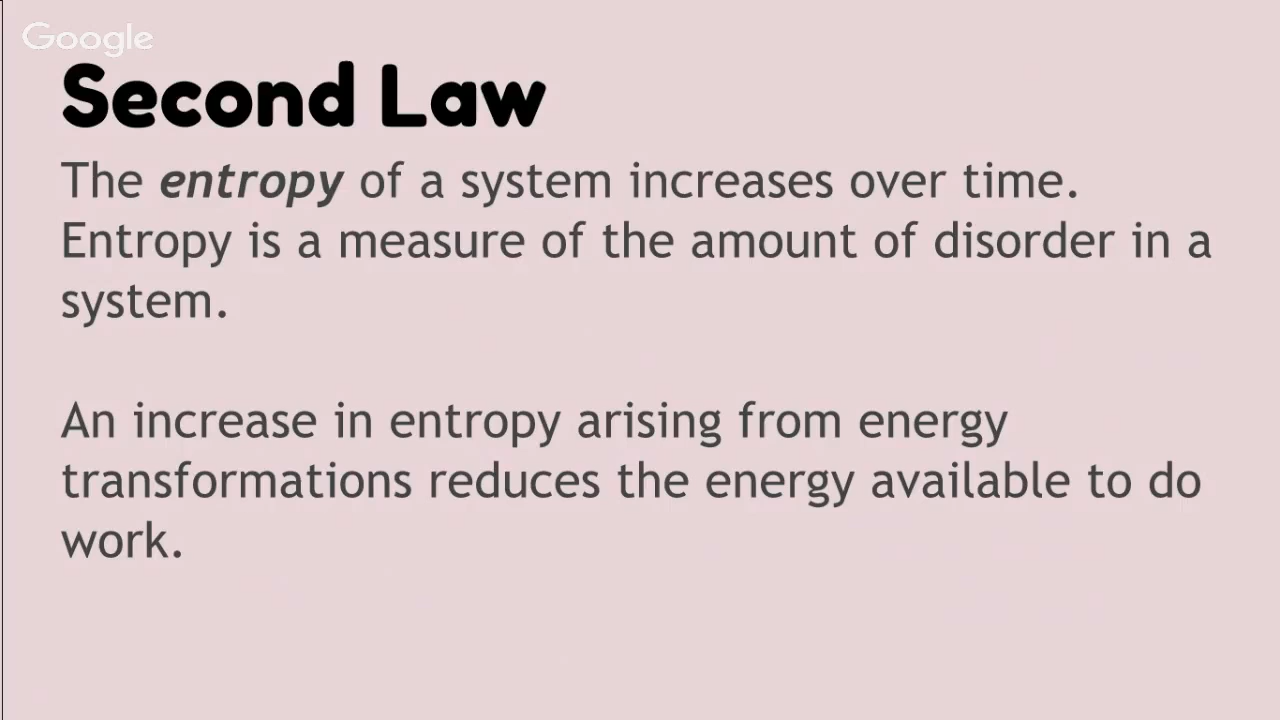 Google
Second Law
The entropy of a system increases over time.
Entropy is a measure of the amount of disorder in a
system.
An increase in entropy arising from energy
transformations reduces the energy available to do
work.